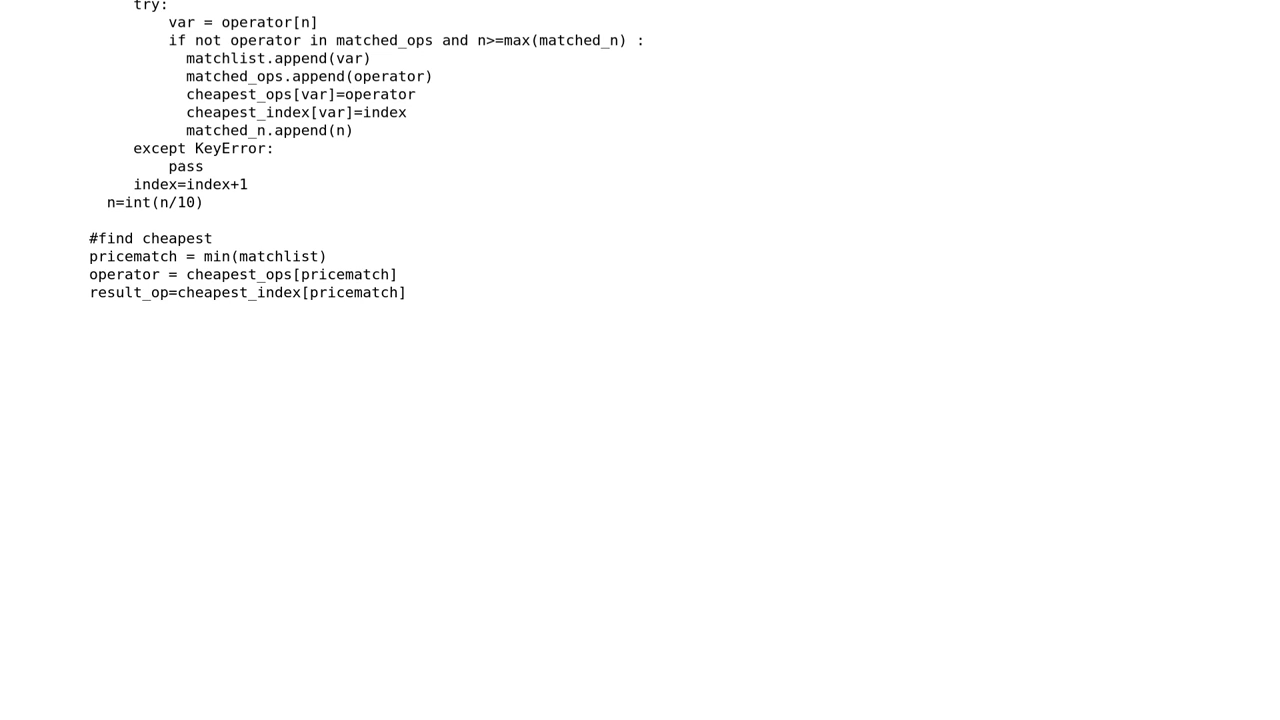 try:
var = operator[n]
if not operator in matched_ops and n>=max(matched_n) :
matchlist.append(var)
matched_ops.append(operator)
cheapest_ops[var]=operator
cheapest_index[var]=index
matched_n.append(n)
except KeyError:
pass
index=index+1
n=int(n/10)
#find cheapest
pricematch = min(matchlist)
operator = cheapest_ops[pricematch]
result_op=cheapest_index[pricematch]